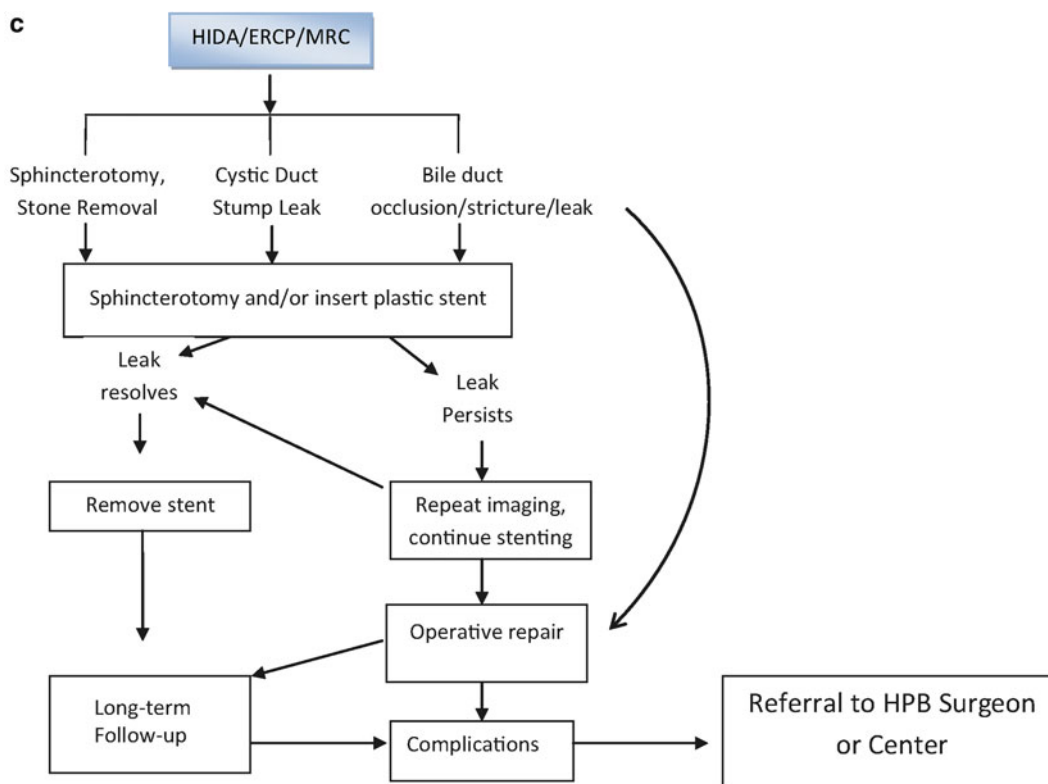 c
HIDA/ERCP/MRC
Sphincterotomy,
Stone Removal
Cystic Duct
Stump Leak
Bile duct
occlusion/stricture/leak
Sphincterotomy and/or insert plastic stent
Leak
resolves
Leak
Persists
Remove stent
Repeat imaging,
continue stenting
Operative repair
Long-term
Follow-up
Complications
Referral to HPB Surgeon
or Center